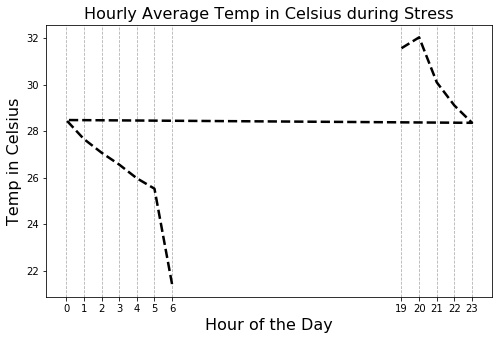 Hourly Average Temp in Celsius during Stress
32
30
28
26
24
22
Temp in Celsius
0 1 2 3 4 5 6 19 20 21 22 23
Hour of the Day